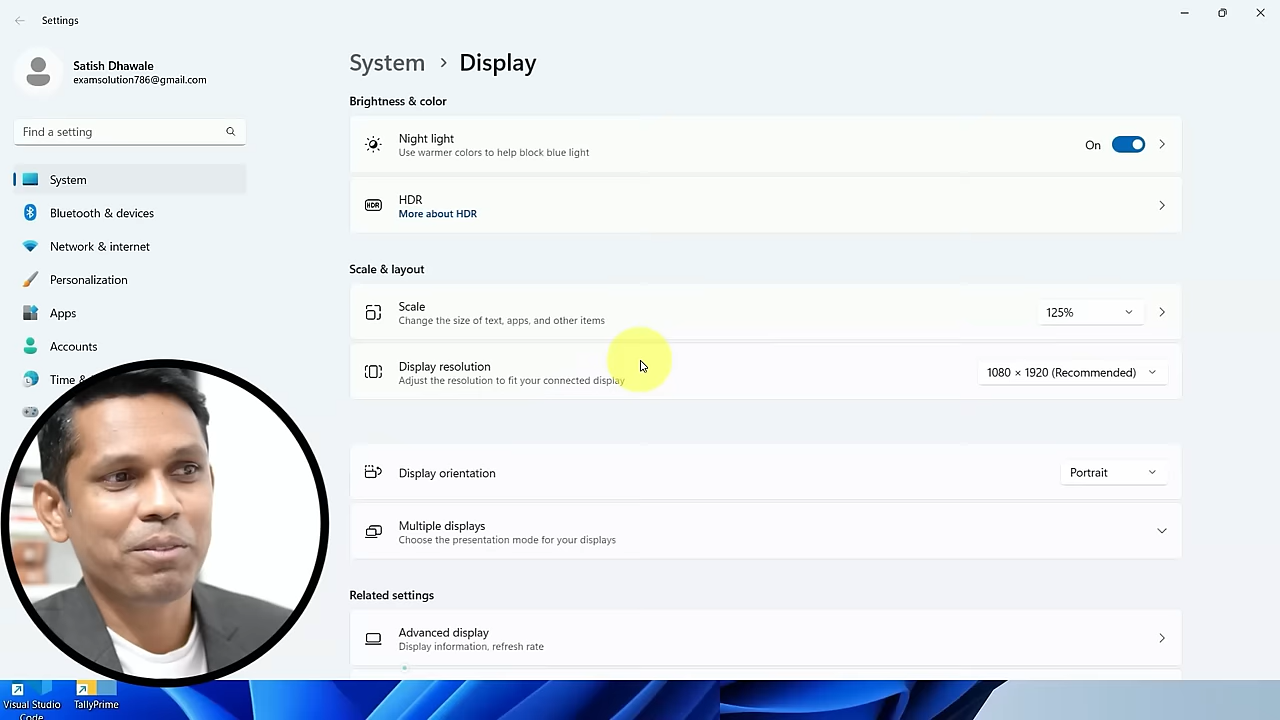 Settings
Satish Dhawale
examsolution786@gmail.com
Find a setting
System
Bluetooth & devices
Network & internet
Personalization
Apps
Accounts
Time &
System > Display
Brightness & color
Night light
Use warmer colors to help block blue light
On
HDR
HDR
More about HDR
Scale & layout
Scale
Change the size of text, apps, and other items
125%
Display resolution
Adjust the resolution to fit your connected display
1080 × 1920 (Recommended)
Display orientation
Portrait
Multiple displays
Choose the presentation mode for your displays
Related settings
Advanced display
Display information, refresh rate
Visual Studio
Code
TallyPrime